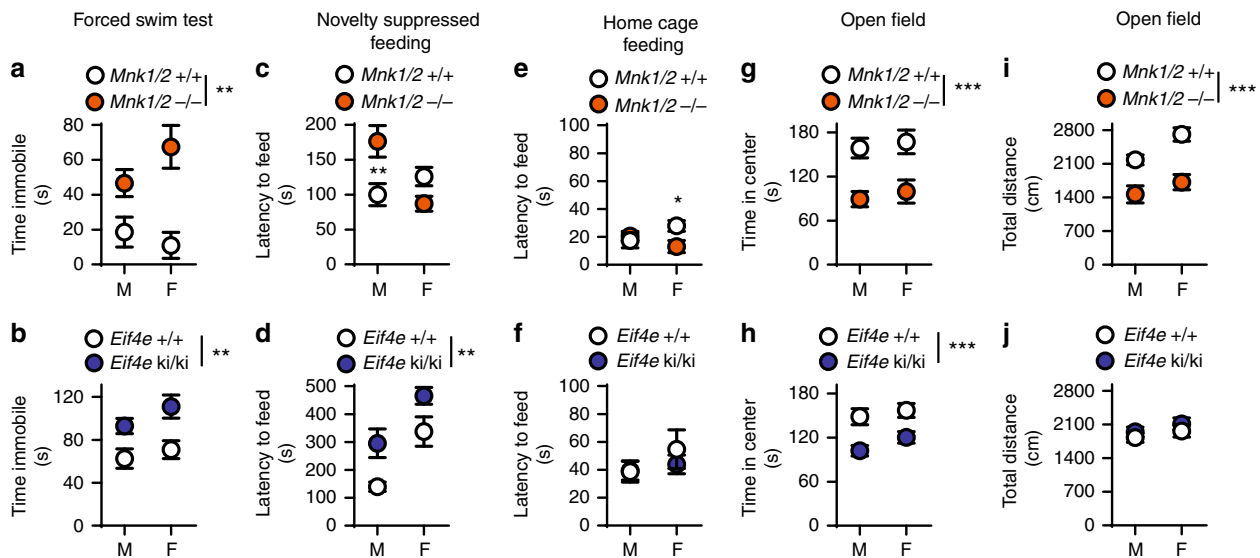 Forced swim test
Novelty suppressed
feeding
Home cage
feeding
Open field
Open field
a
Mnk1/2 +/+
Mnk1/2 –/–
**
Time immobile
(s)
80
60
40
20
0
M F
c
Mnk1/2 +/+
Mnk1/2 –/–
Latency to feed
(s)
200
150
100
50
0
**
M F
e
Mnk1/2 +/+
Mnk1/2 –/–
Latency to feed
(s)
100
80
60
40
20
0
*
M F
g
Mnk1/2 +/+
Mnk1/2 –/–
***
Time in center
(s)
180
120
60
0
M F
i
Mnk1/2 +/+
Mnk1/2 –/–
***
Total distance
(cm)
2800
2100
1400
700
0
M F
b
Eif4e +/+
Eif4e ki/ki
**
Time immobile
(s)
120
80
40
0
M F
d
Eif4e +/+
Eif4e ki/ki
**
Latency to feed
(s)
500
400
300
200
100
0
M F
f
Eif4e +/+
Eif4e ki/ki
Latency to feed
(s)
100
80
60
40
20
0
M F
h
Eif4e +/+
Eif4e ki/ki
***
Time in center
(s)
180
120
60
0
M F
j
Eif4e +/+
Eif4e ki/ki
Total distance
(cm)
2800
2100
1400
700
0
M F